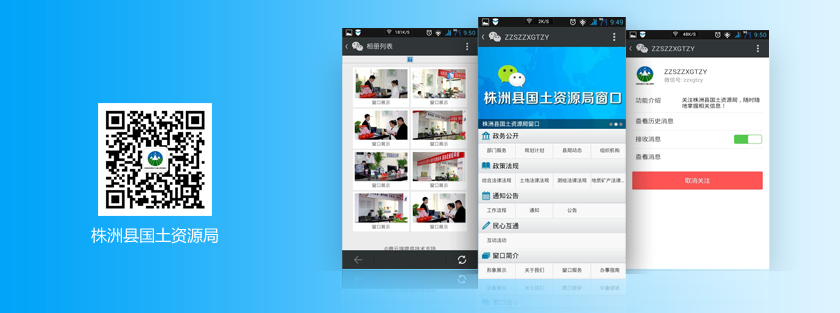 株洲县国土资源局
181K/S
9:50
相册列表
窗口展示
窗口展示
窗口展示
窗口展示
窗口展示
窗口展示
窗口展示
窗口展示
2K/S
9:49
ZZSZZXGTZY
株洲县国土资源局窗口
株洲县国土资源局窗口
政务公开
部门服务 规划计划 县局动态 组织机构
政策法规
综合法律法规 土地法律法规 测绘法律法规 地质矿产法律...
通知公告
工作流程 通知 公告
民心互通
互动活动
窗口简介
形象展示 关于我们 窗口服务 办事指南
48K/S
9:50
ZZSZZXGTZY
ZZSZZXGTZY
微信号: zzxgtzy
功能介绍
关注株洲县国土资源局，随时随
地掌握相关信息！
查看历史消息
接收消息
查看消息
取消关注